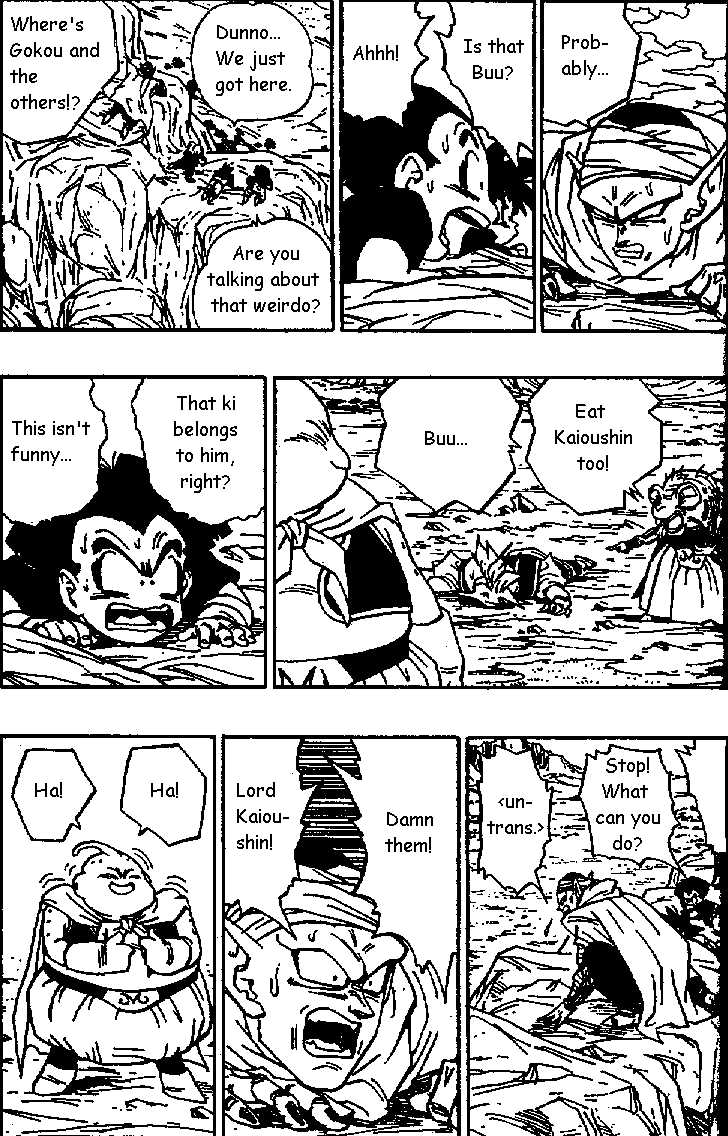 Where's
Gokou and
the
others!?
Dunno...
We just
got here.
Are you
talking about
that weirdo?
Ahhh!
Is that
Buu?
Prob-
ably...
This isn't
funny...
That ki
belongs
to him,
right?
Buu...
Eat
Kaioushin
too!
Ha!
Ha!
Lord
Kaiou-
shin!
Damn
them!
<un-
trans.>
Stop!
What
can you
do?